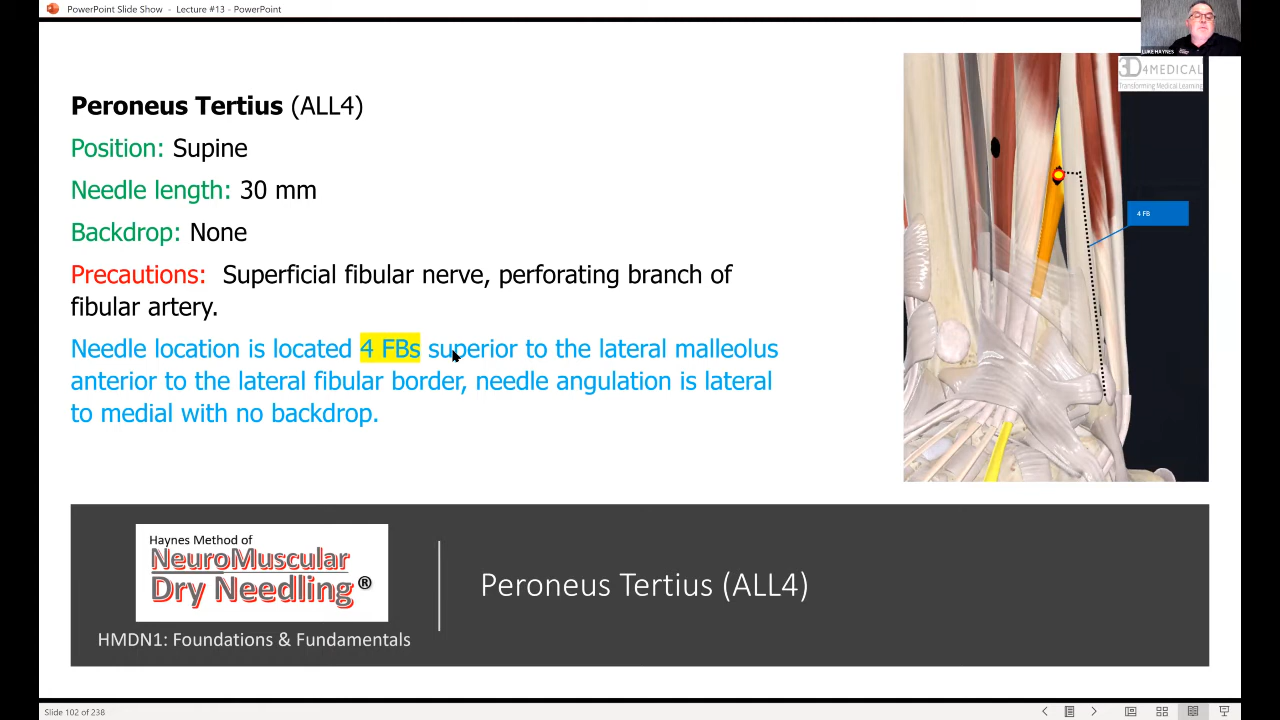 PowerPoint Slide Show - Lecture #13 - PowerPoint
LUKE HAYNES
3D4MEDICAL
Transforming Medical Learning
Peroneus Tertius (ALL4)
Position: Supine
Needle length: 30 mm
Backdrop: None
Precautions: Superficial fibular nerve, perforating branch of
fibular artery.
Needle location is located 4 FBs superior to the lateral malleolus
anterior to the lateral fibular border, needle angulation is lateral
to medial with no backdrop.
4 FB
Haynes Method of
NeuroMuscular
Dry Needling®
HMDN1: Foundations & Fundamentals
Peroneus Tertius (ALL4)
Slide 102 of 238